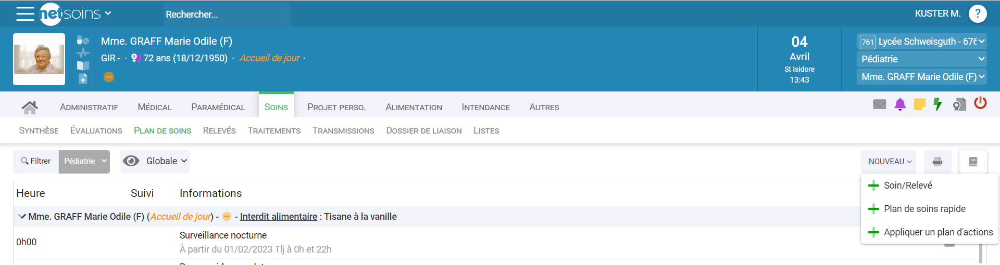 netsoins
Rechercher...
KUSTER M.
?
Mme. GRAFF Marie Odile (F)
GIR - · 72 ans (18/12/1950) · Accueil de jour ·
04
Avril
St Isidore
13:43
761 Lycée Schweisguth - 676
Pédiatrie
Mme. GRAFF Marie Odile (F)
ADMINISTRATIF MÉDICAL PARAMÉDICAL SOINS PROJET PERSO. ALIMENTATION INTENDANCE AUTRES
SYNTHÈSE ÉVALUATIONS PLAN DE SOINS RELEVÉS TRAITEMENTS TRANSMISSIONS DOSSIER DE LIAISON LISTES
Filtrer Pédiatrie Globale NOUVEAU
Soin/Relevé
Plan de soins rapide
Appliquer un plan d'actions
Heure Suivi Informations
Mme. GRAFF Marie Odile (F) (Accueil de jour) - - Interdit alimentaire : Tisane à la vanille
Surveillance nocturne
0h00
À partir du 01/02/2023 Tlj à 0h et 22h